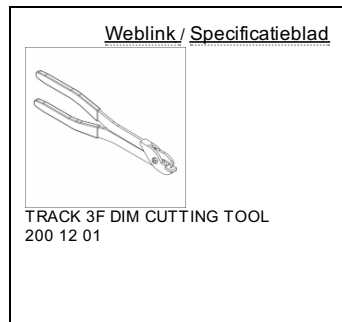 Weblink / Specificatieblad
TRACK 3F DIM CUTTING TOOL
200 12 01